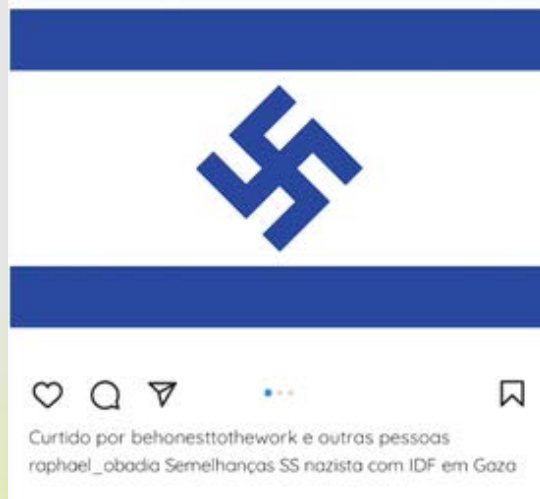 Curtido por behonesttothework e outras pessoas
raphael_obadia Semelhanças SS nazista com IDF em Gaza